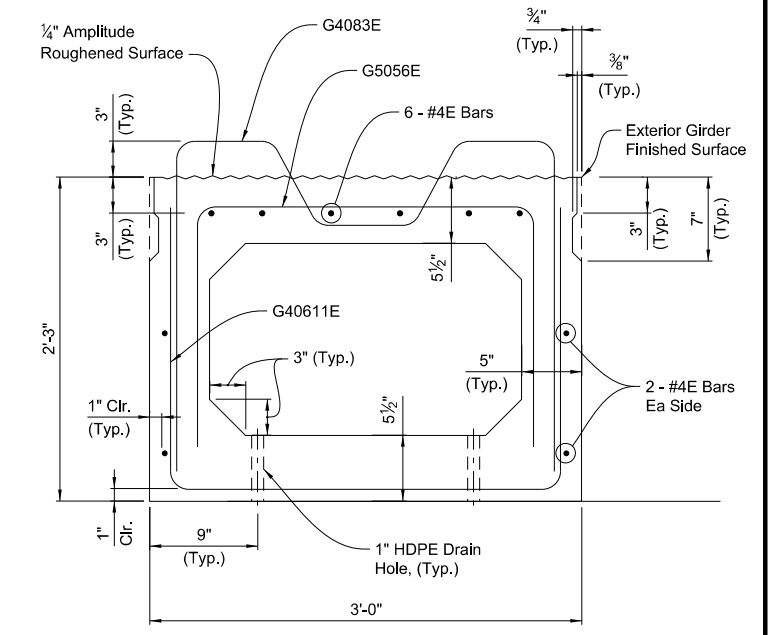 ¼" Amplitude
Roughened Surface
G4083E
G5056E
6 - #4E Bars
¾"
(Typ.)
⅜"
(Typ.)
Exterior Girder
Finished Surface
3"
(Typ.)
3"
(Typ.)
3"
(Typ.)
7"
(Typ.)
5½"
2'-3"
G40611E
3" (Typ.)
5"
(Typ.)
2 - #4E Bars
Ea Side
1" Clr.
(Typ.)
5½"
1"
Clr.
9"
(Typ.)
1" HDPE Drain
Hole, (Typ.)
3'-0"